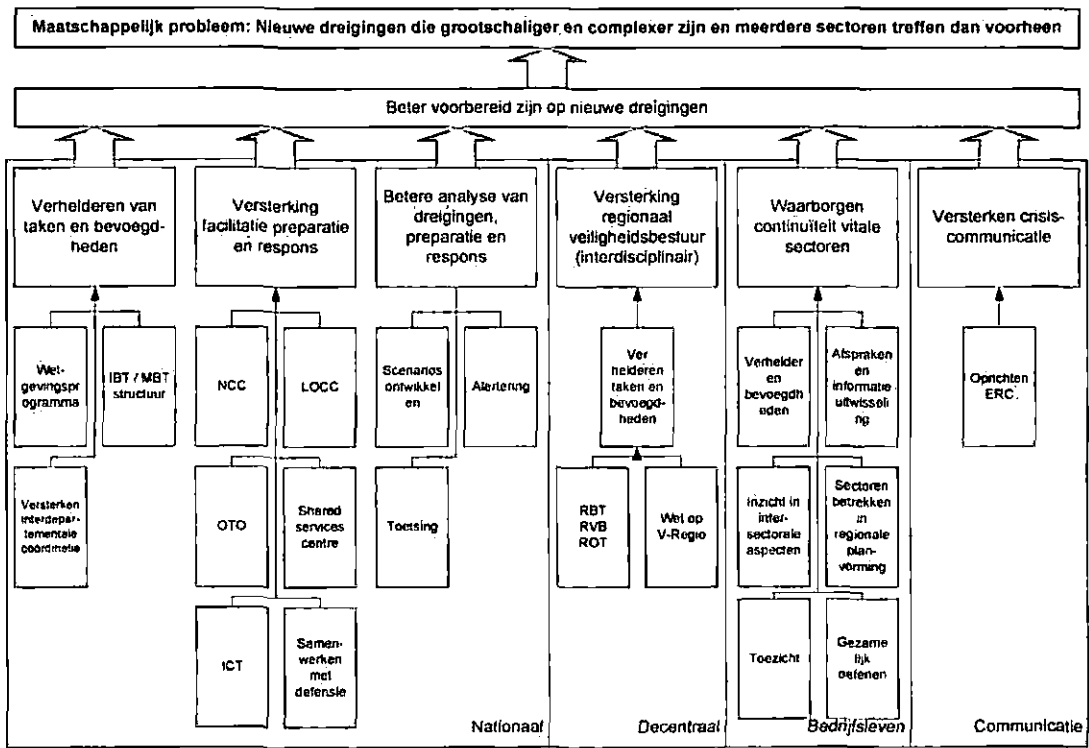 Maatschappelijk probleem: Nieuwe dreigingen die grootschaliger en complexer zijn en meerdere sectoren treffen dan voorheen
Beter voorbereid zijn op nieuwe dreigingen
Verhelderen van
taken en bevoegd-
heden
Versterking
facilitatie preparatie
en respons
Betere analyse van
dreigingen,
preparatie en
respons
Versterking
regionaal
veiligheidsbestuur
(interdisciplinair)
Waarborgen
continuïteit vitale
sectoren
Versterken crisis-
communicatie
Wet-
gevingspr
ogramma
IBT / MBT
structuur
NCC
LOCC
Scenarios
ontwikkel
en
Alertering
Ver
helderen
taken en
bevoegd-
heden
Verhelder
en
bevoegdh
eden
Afspraken
en
informatie
uitwisseli
ng
Oprichten
ERC
Versterken
interdepar-
tementale
coördinatie
OTO
Shared
services
centre
Toetsing
RBT
RVB
ROT
Wet op
V-Regio
Inzicht in
inter-
sectorale
aspecten
Sectoren
betrekken
in
regionale
plan-
vorming
ICT
Samen-
werken
met
defensie
Toezicht
Gezame
lijk
oefenen
Nationaal
Decentraal
Bedrijfsleven
Communicatie